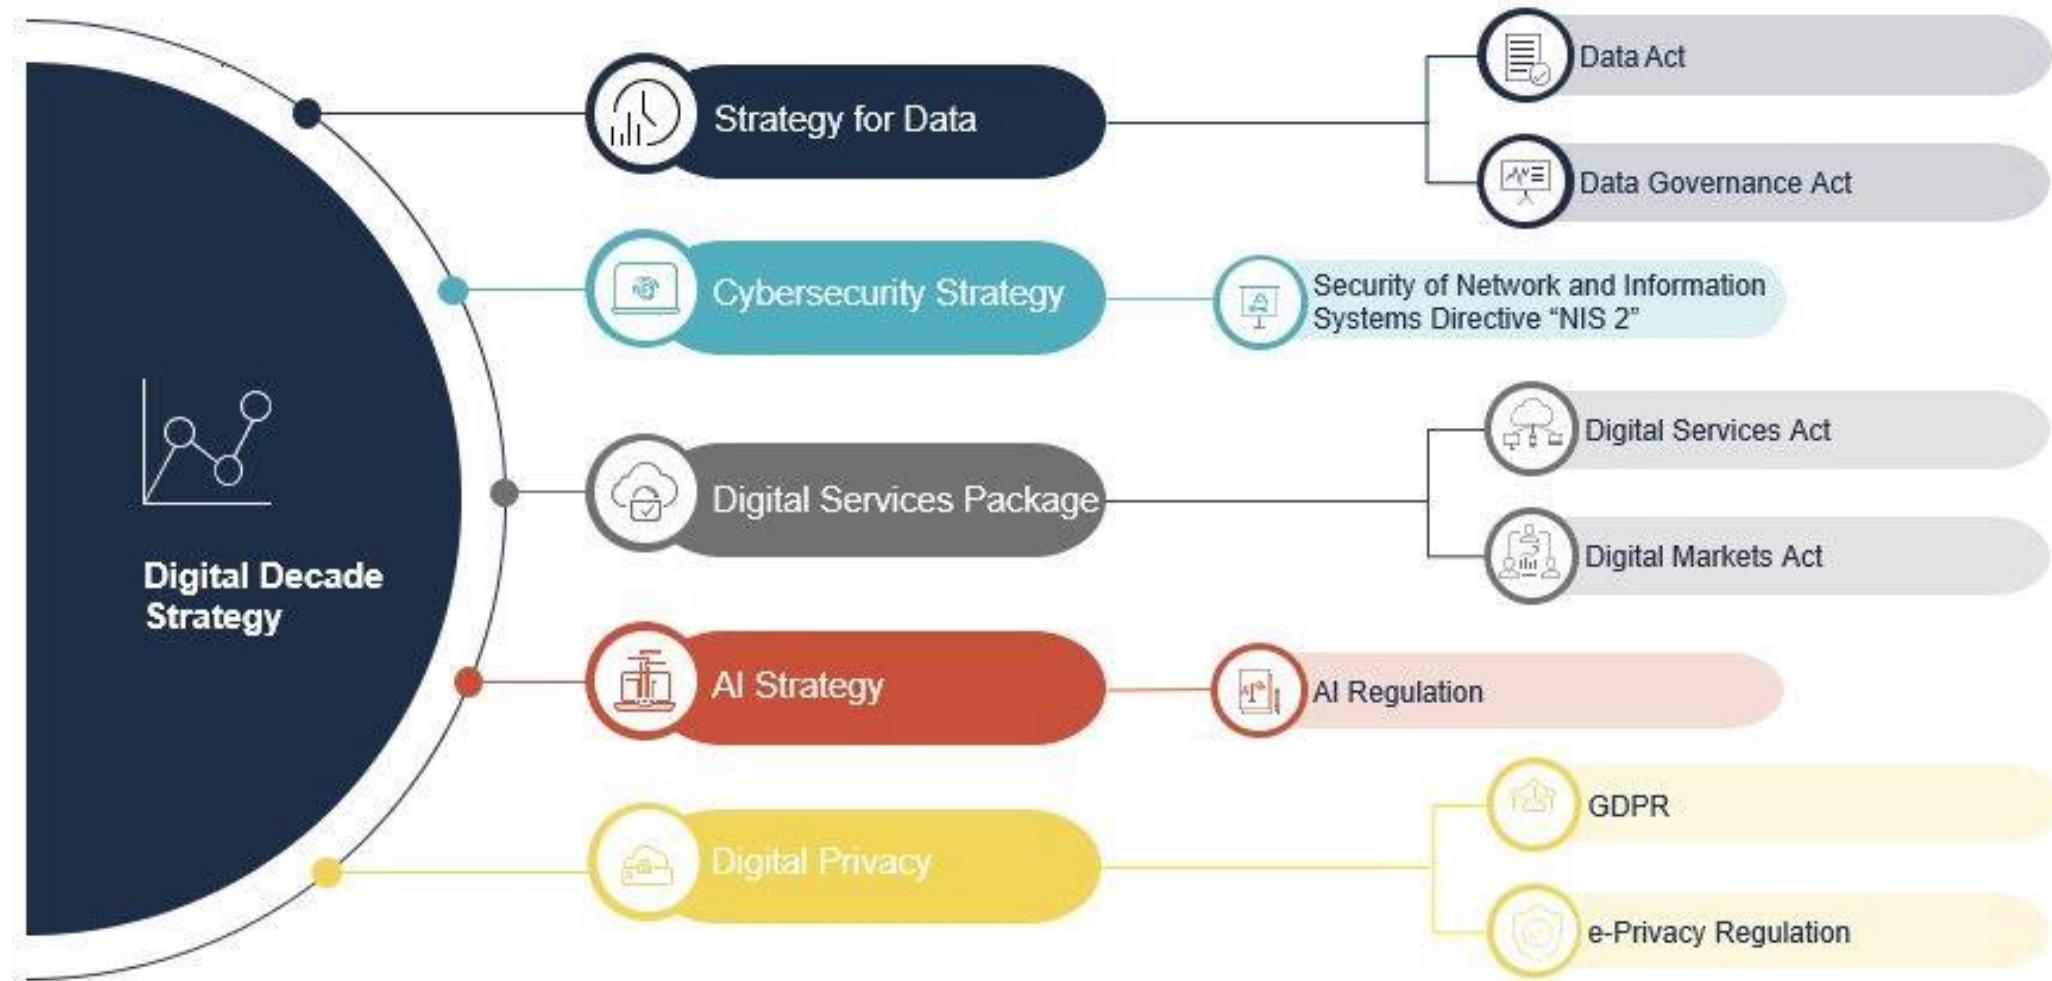 Digital Decade
Strategy
Strategy for Data
Data Act
Data Governance Act
Cybersecurity Strategy
Security of Network and Information
Systems Directive “NIS 2”
Digital Services Package
Digital Services Act
Digital Markets Act
AI Strategy
AI Regulation
Digital Privacy
GDPR
e-Privacy Regulation